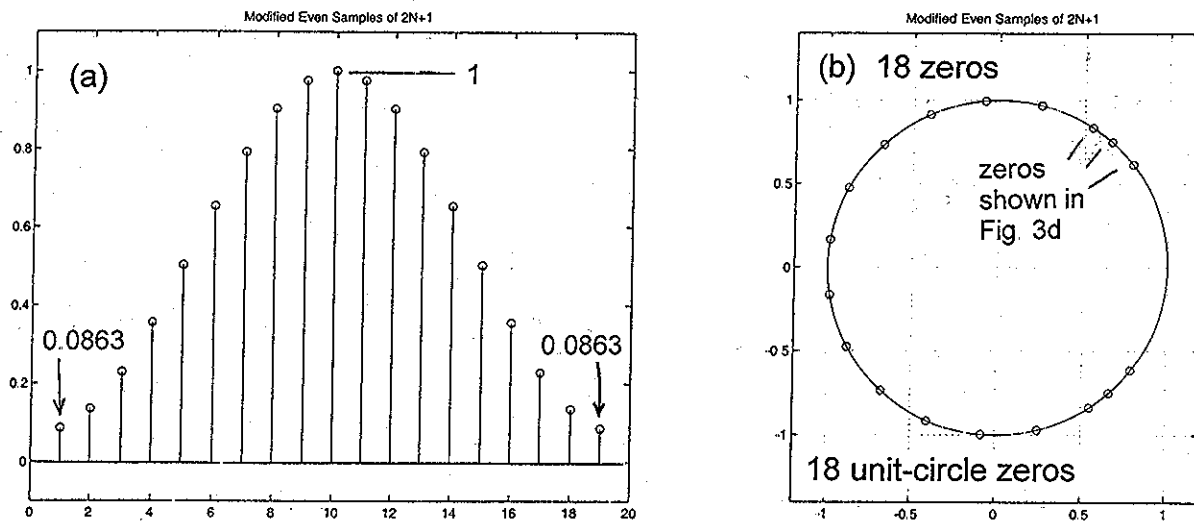 Modified Even Samples of 2N+1
(a)
1
1
0.8
0.6
0.4
0.0863
0.0863
0.2
0
0 2 4 6 8 10 12 14 16 18 20
Modified Even Samples of 2N+1
(b) 18 zeros
1
0.5
zeros
shown in
Fig. 3d
0
-0.5
-1
18 unit-circle zeros
-1 -0.5 0 0.5 1